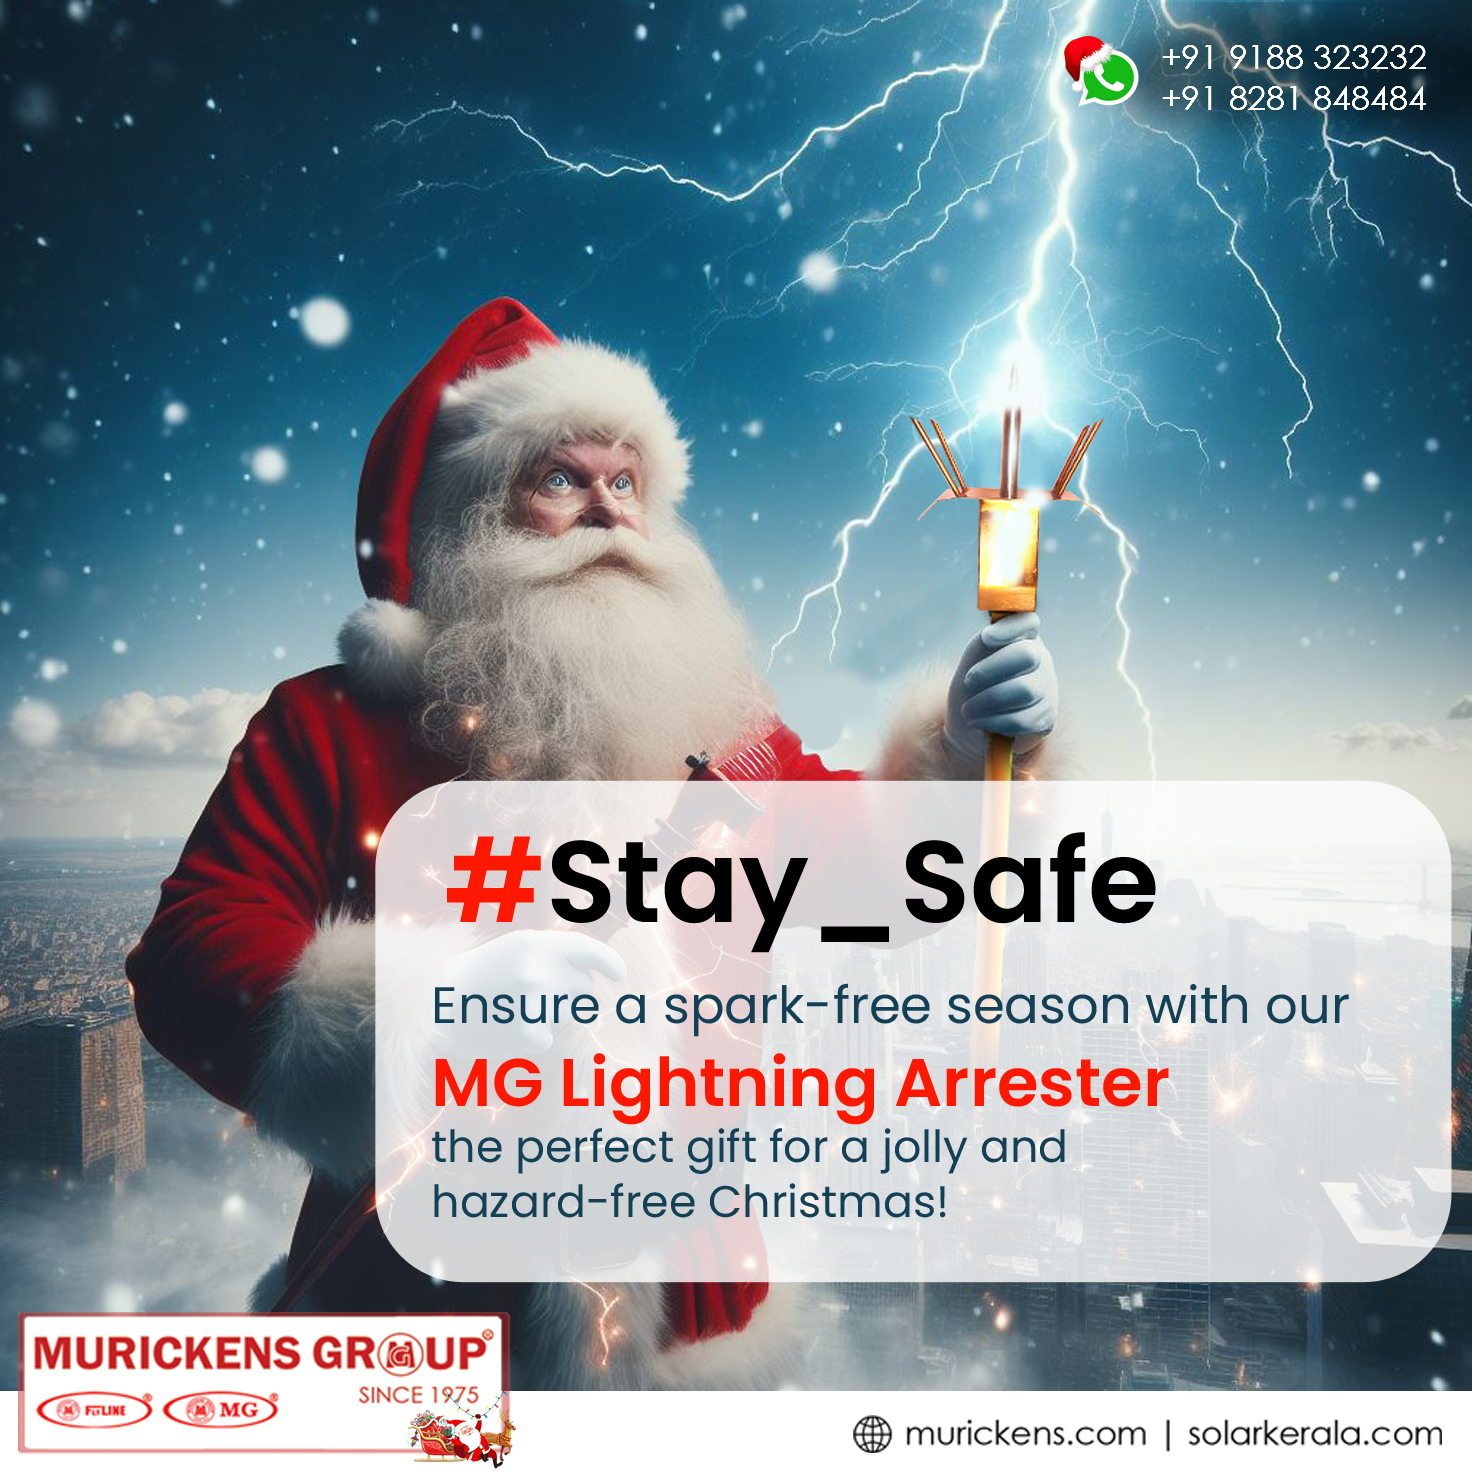 +91 9188 323232
+91 8281 848484
#Stay_Safe
Ensure a spark-free season with our
MG Lightning Arrester
the perfect gift for a jolly and
hazard-free Christmas!
MURICKENS GROUP®
SINCE 1975
FLTLINE® MG®
murickens.com | solarkerala.com